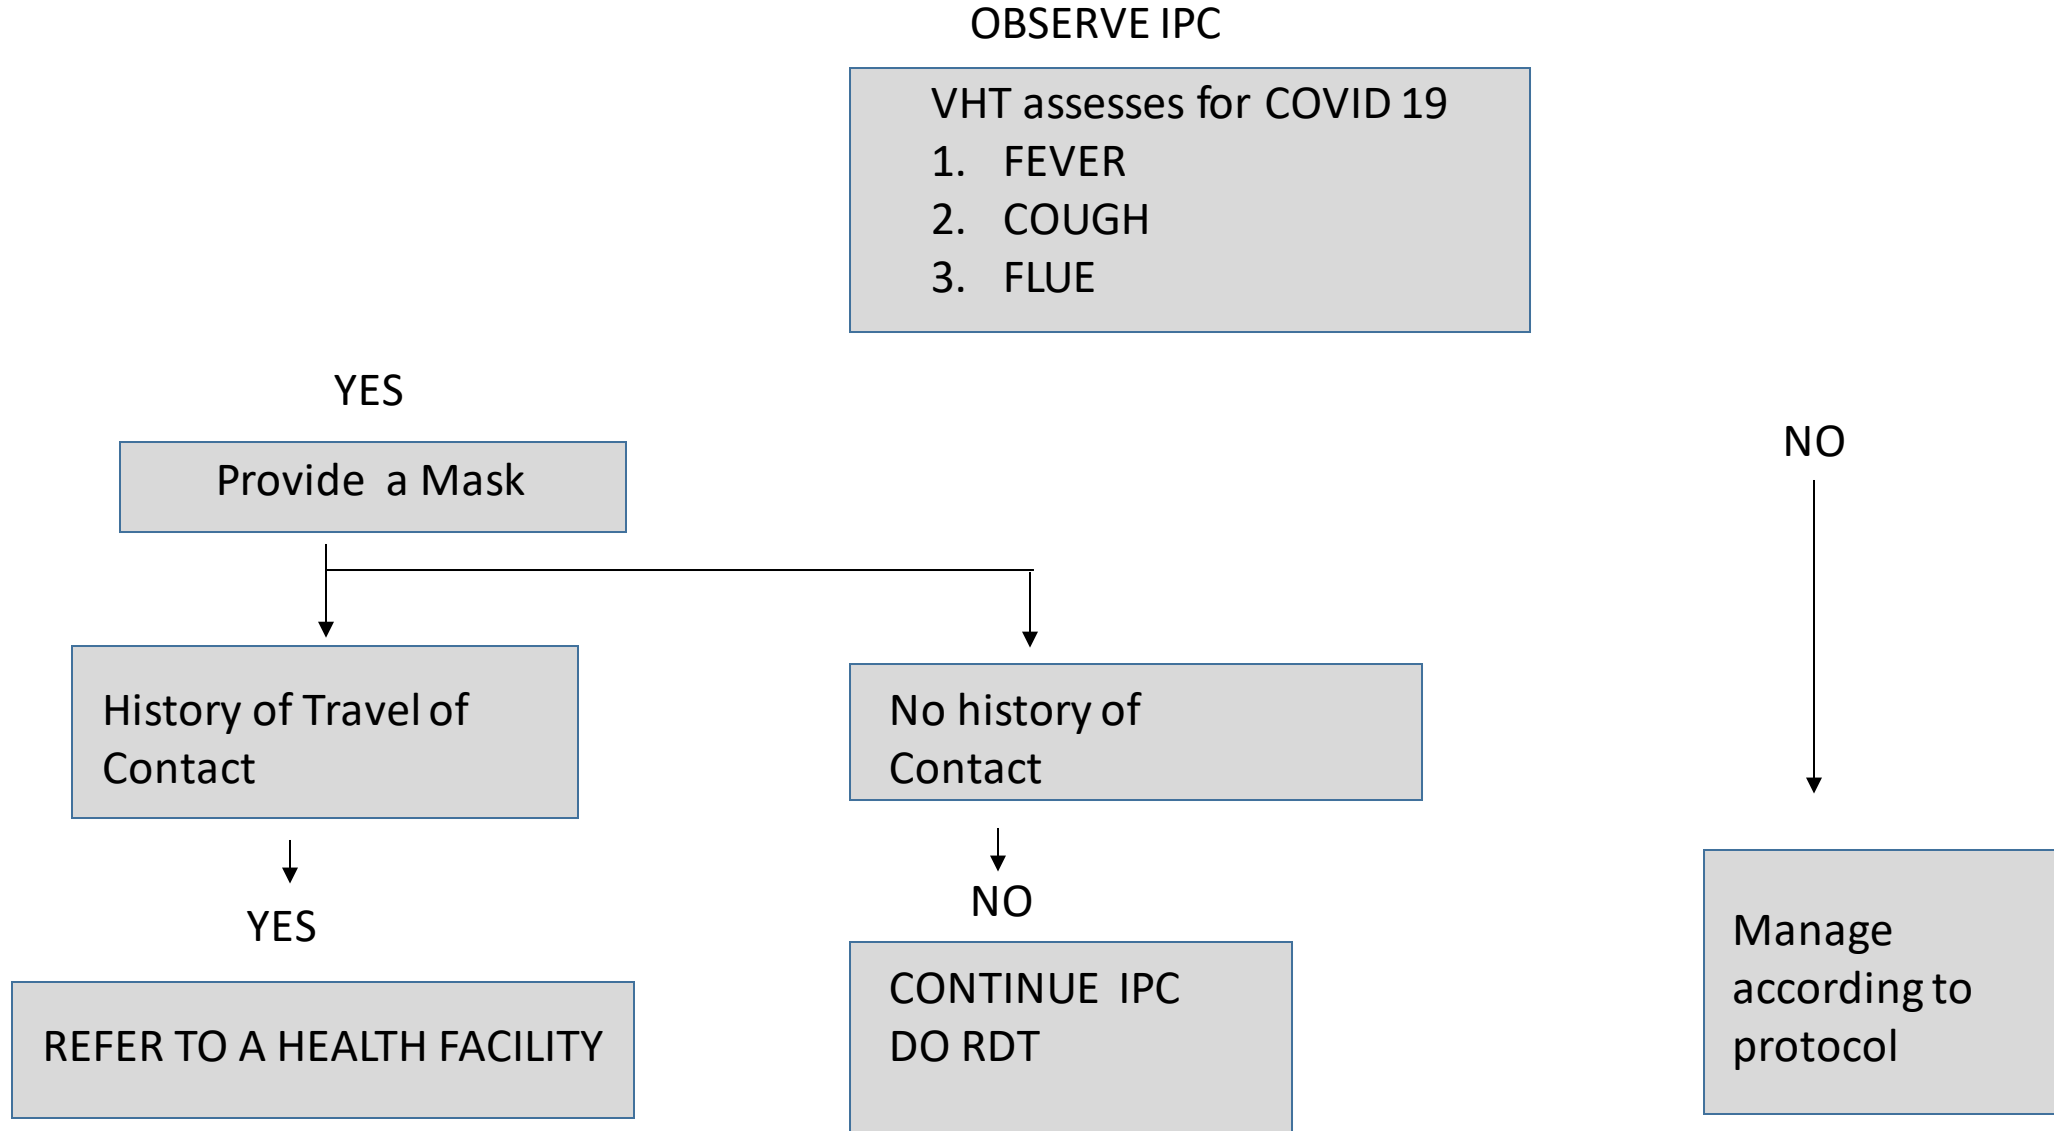 OBSERVE IPC
VHT assesses for COVID 19
1. FEVER
2. COUGH
3. FLUE
YES
Provide a Mask
NO
History of Travel of
Contact
No history of
Contact
YES
NO
REFER TO A HEALTH FACILITY
CONTINUE IPC
DO RDT
Manage
according to
protocol